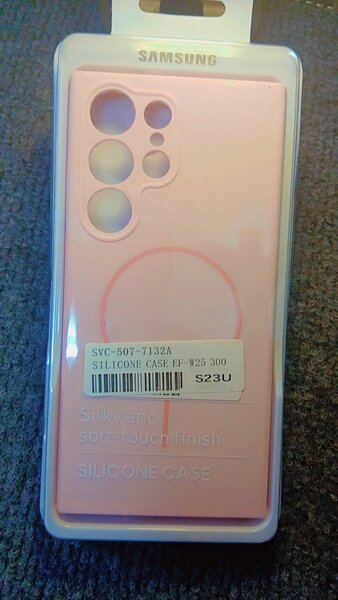 SAMSUNG
SVC-507-7132A
SILICONE CASE EF-W25 300
S23U
Silky and
soft-touch finish
SILICONE CASE